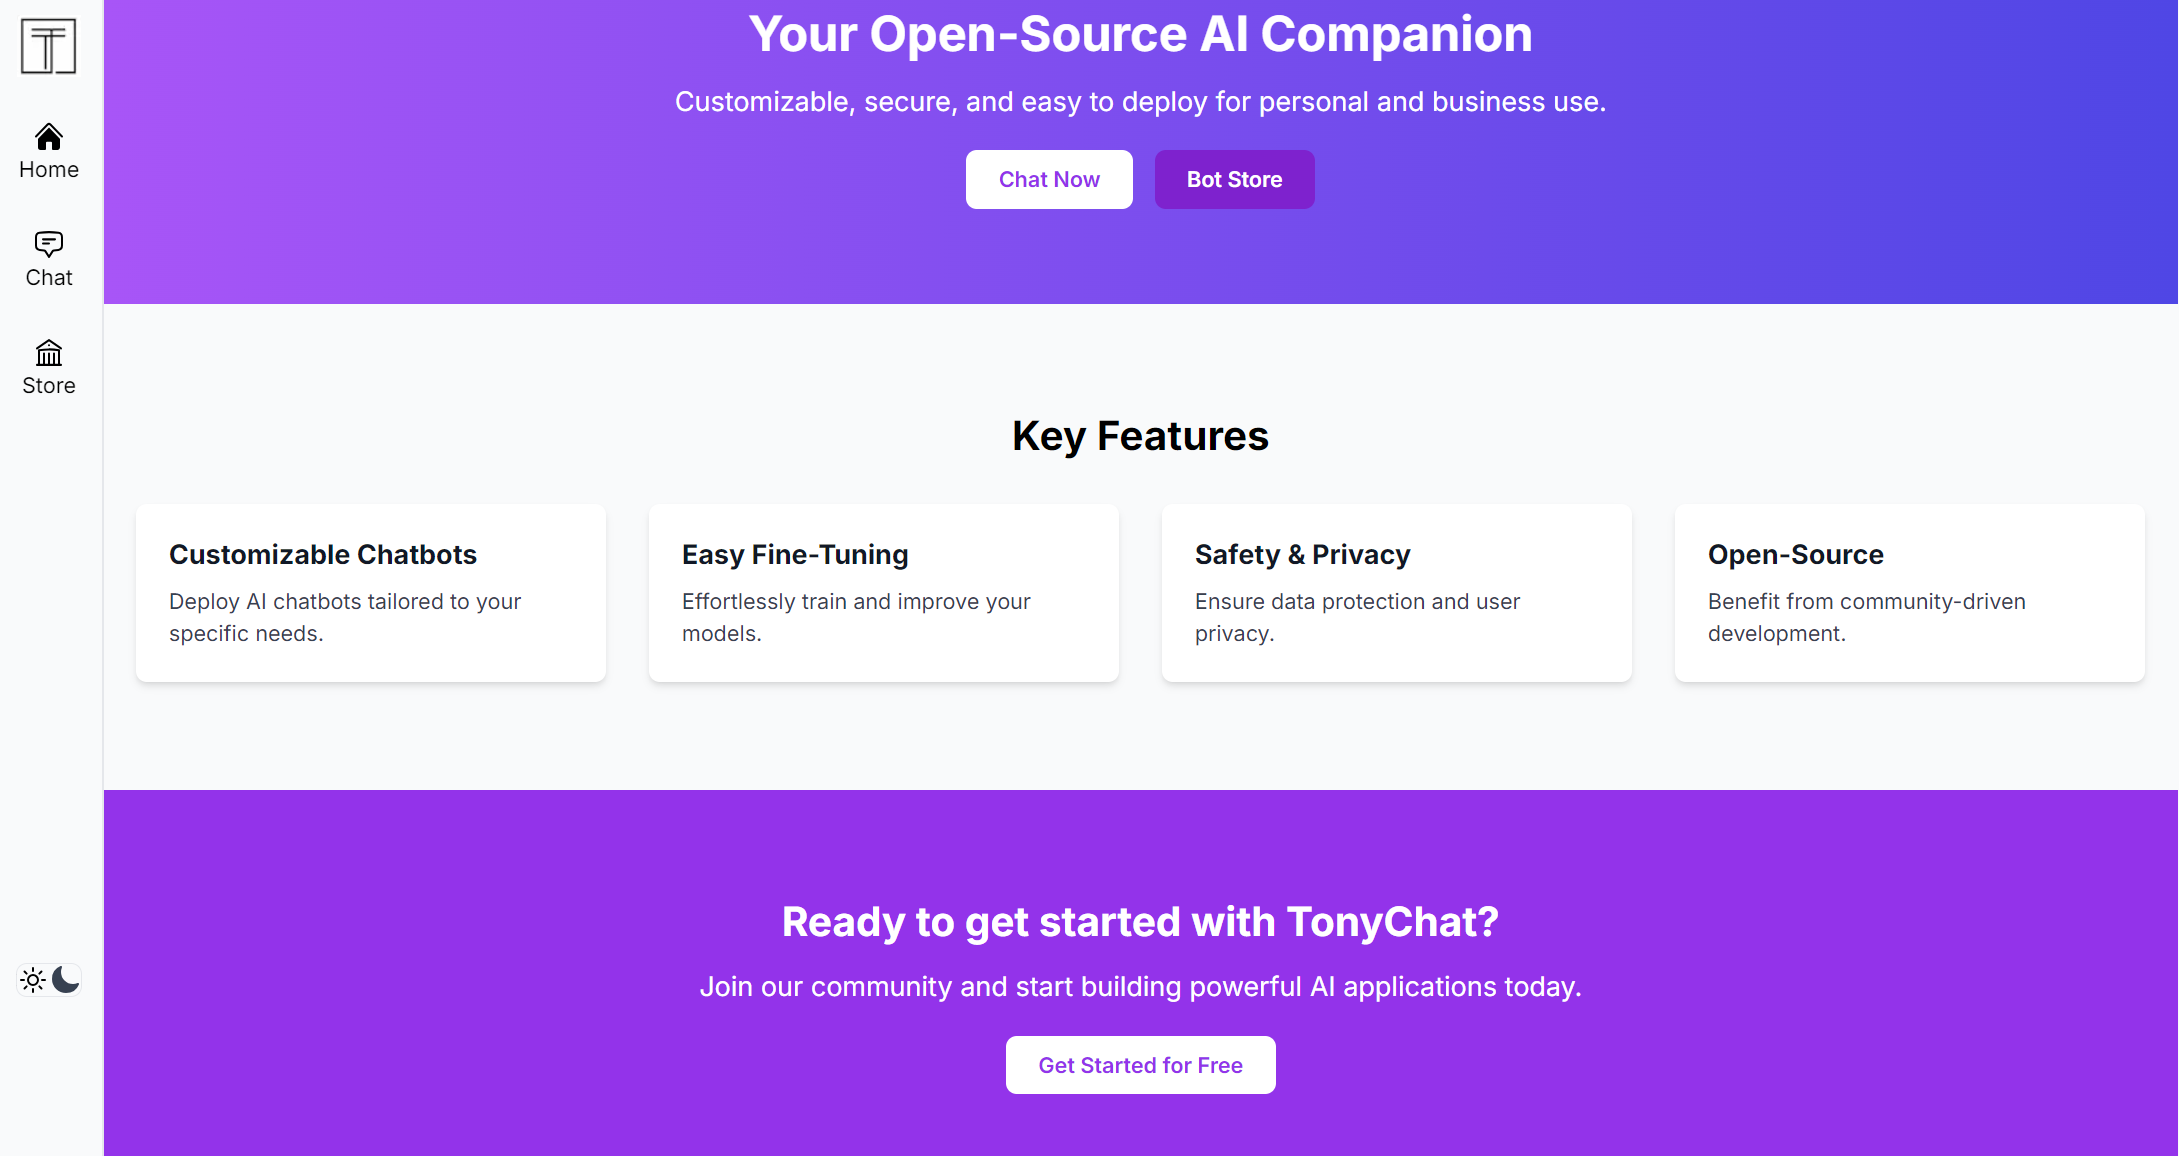 Home
Chat
Store
Your Open-Source AI Companion
Customizable, secure, and easy to deploy for personal and business use.
Chat Now
Bot Store
Key Features
Customizable Chatbots
Deploy AI chatbots tailored to your
specific needs.
Easy Fine-Tuning
Effortlessly train and improve your
models.
Safety & Privacy
Ensure data protection and user
privacy.
Open-Source
Benefit from community-driven
development.
Ready to get started with TonyChat?
Join our community and start building powerful AI applications today.
Get Started for Free